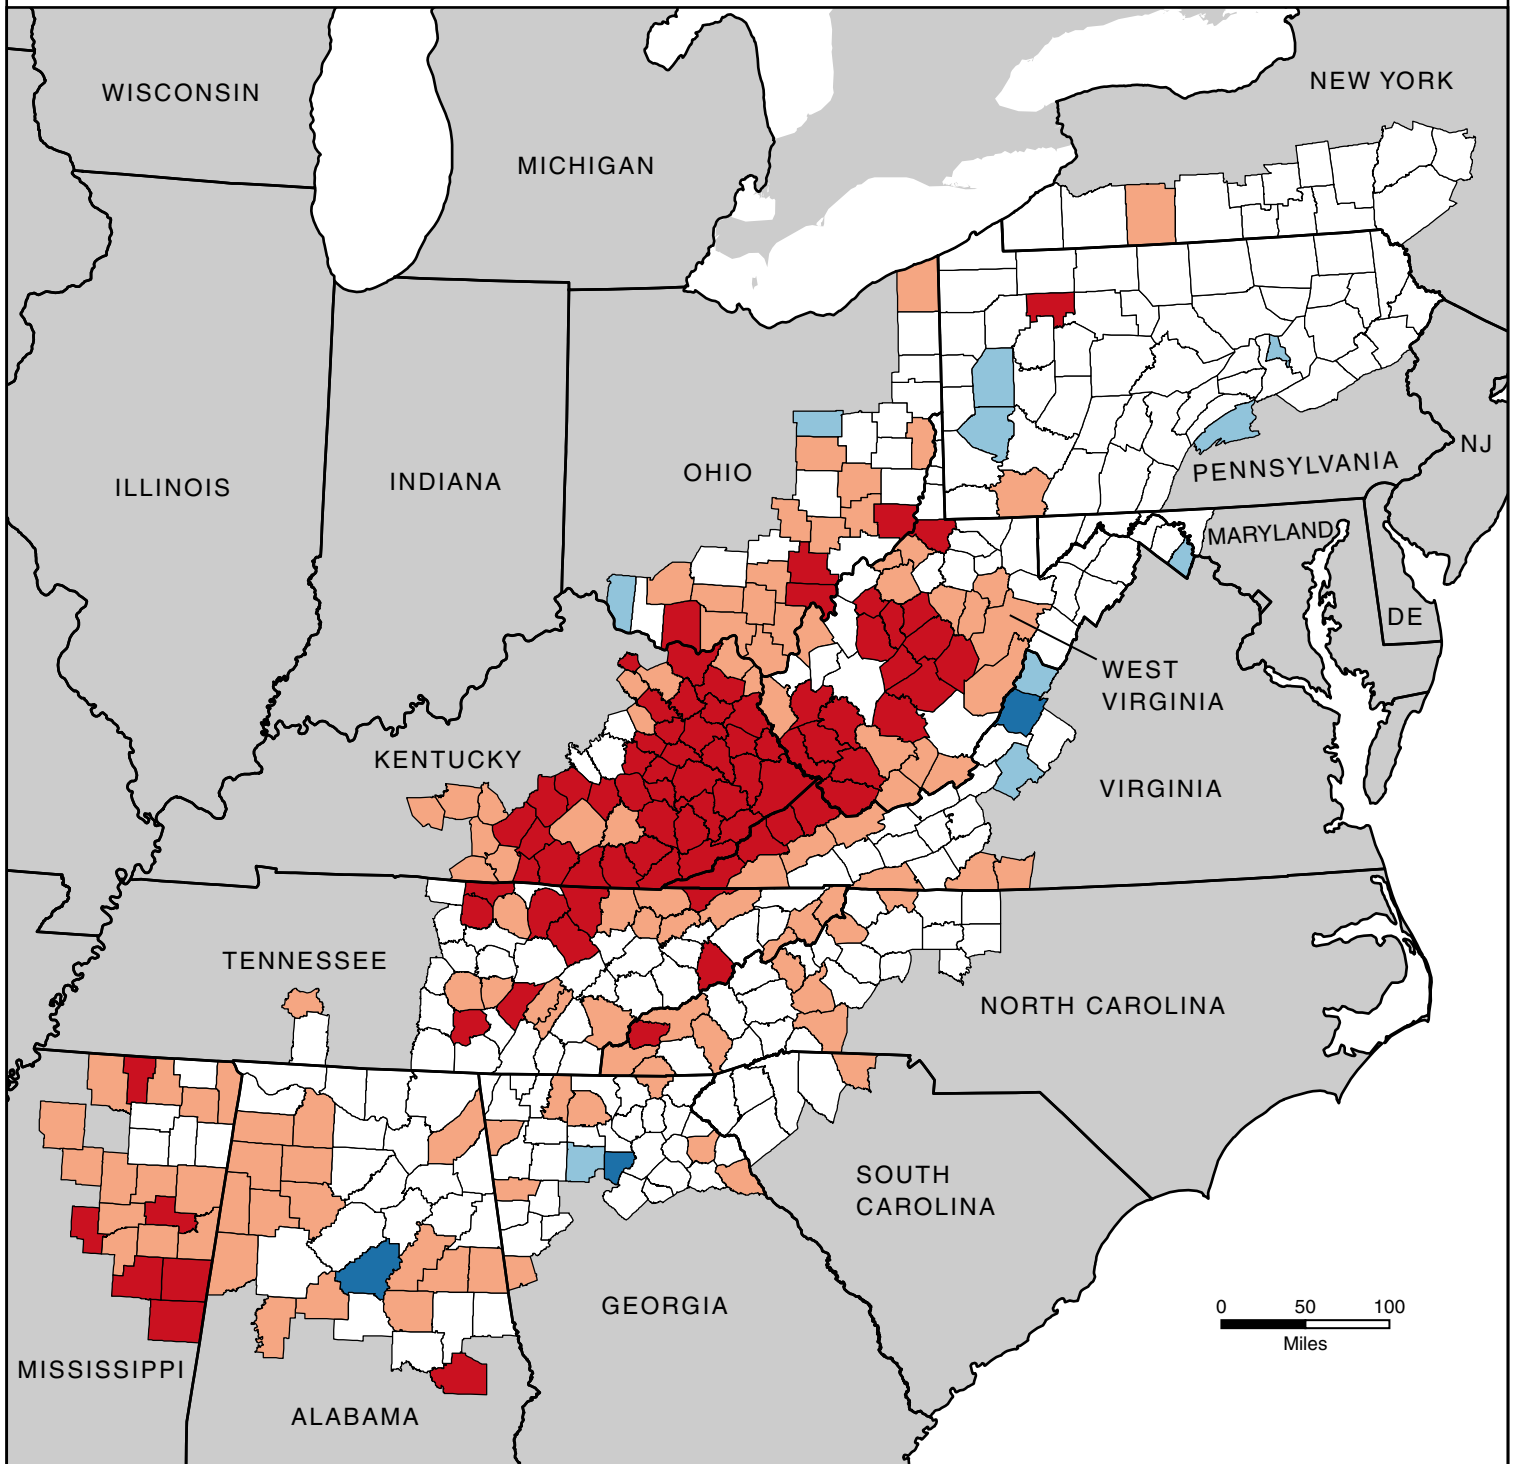 NEW YORK
WISCONSIN
MICHIGAN
NJ
PENNSYLVANIA
OHIO
INDIANA
ILLINOIS
MARYLAND
DE
WEST
VIRGINIA
KENTUCKY
VIRGINIA
TENNESSEE
NORTH CAROLINA
SOUTH
CAROLINA
GEORGIA
0 50 100
Miles
MISSISSIPPI
ALABAMA